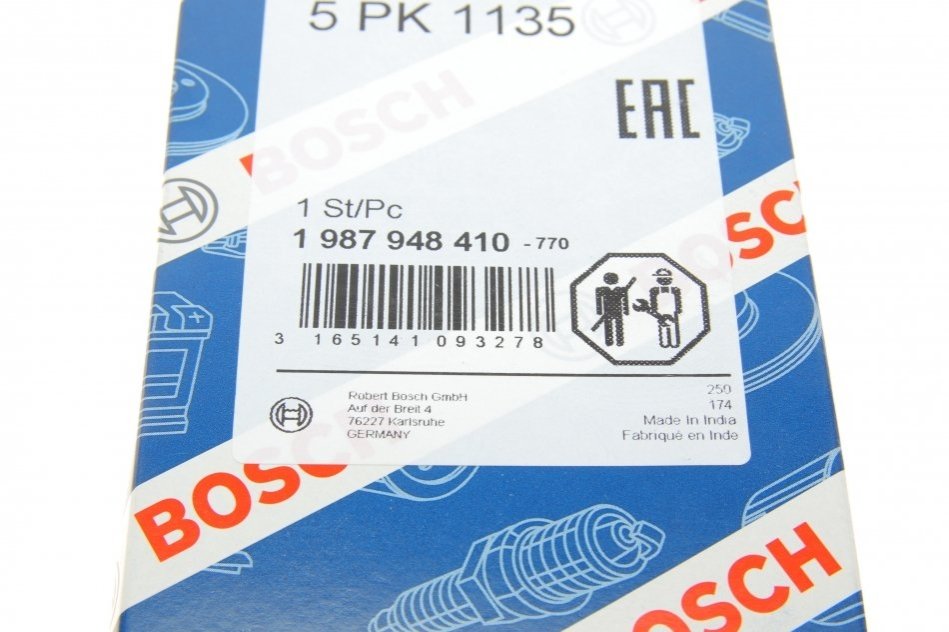 5 PK 1135
EAC
BOSCH
1 St/Pc
1 987 948 410 - 770
3 165141 093278
Robert Bosch GmbH
Auf der Breit 4
76227 Karlsruhe
GERMANY
250
174
Made in India
Fabriqué en Inde
BOSCH
BOSCH